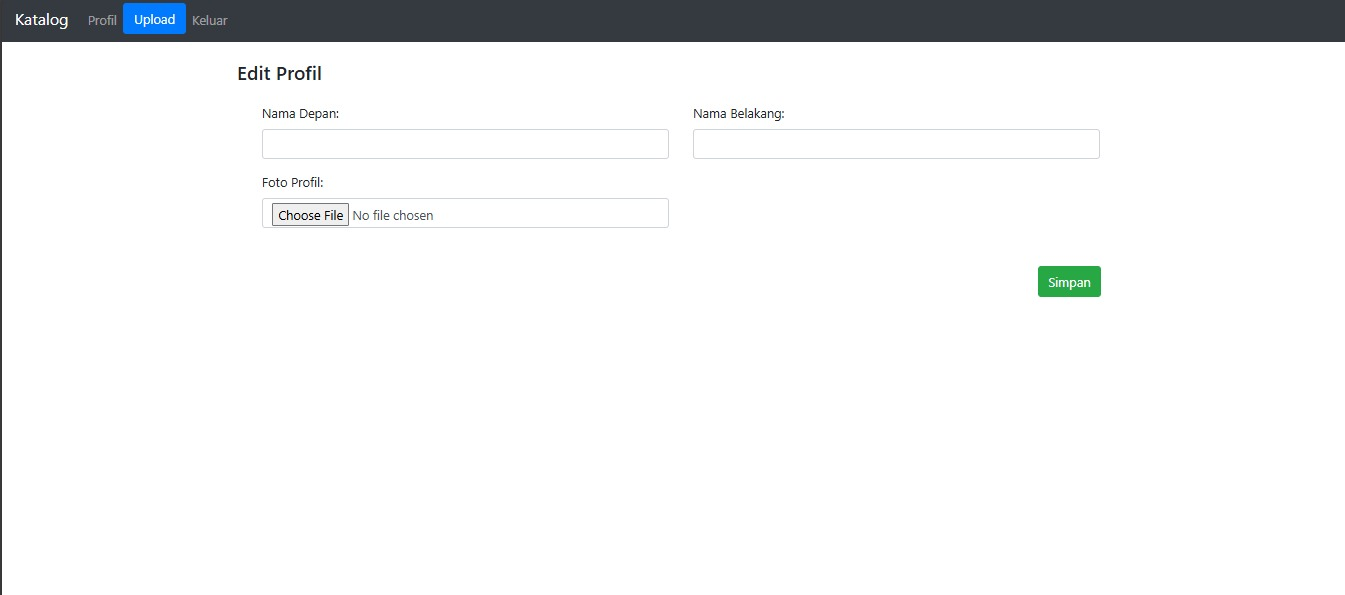 Katalog Profil Upload Keluar
Edit Profil
Nama Depan: Nama Belakang:
Foto Profil:
Choose File No file chosen
Simpan